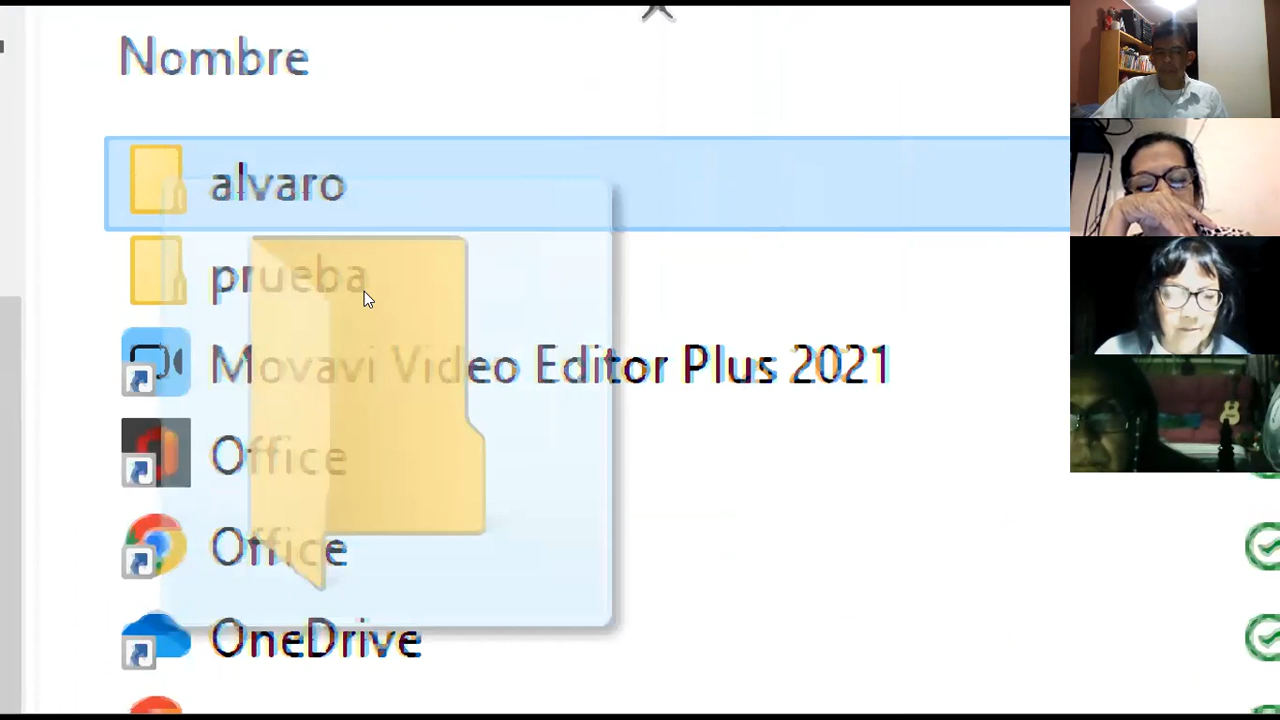 Nombre
alvaro
prueba
Movavi Video Editor Plus 2021
Office
Office
OneDrive